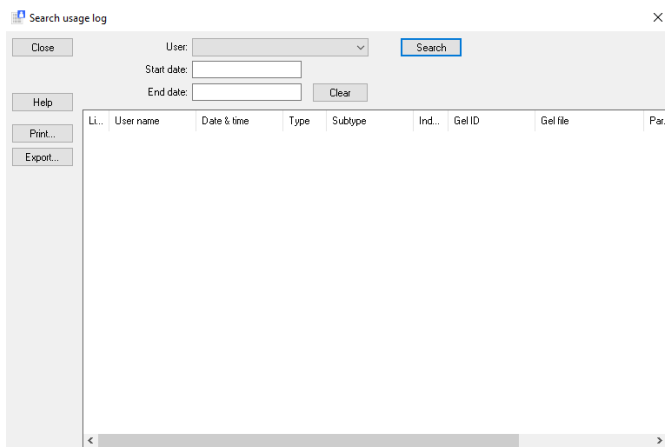 Search usage log
Close
User:
Search
Start date:
End date:
Clear
Help
Print...
Export...
Li... User name Date & time Type Subtype Ind... Gel ID Gel file Par.